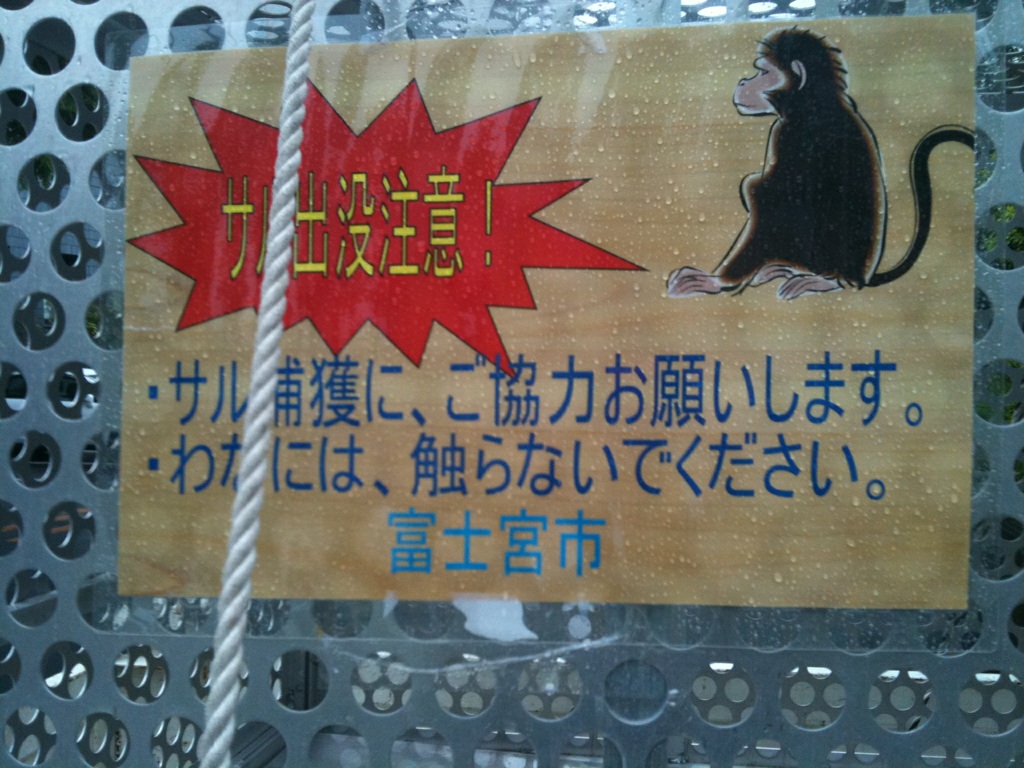 サル出没注意！
・サル捕獲に、ご協力お願いします。
・わなには、触らないでください。
富士宮市